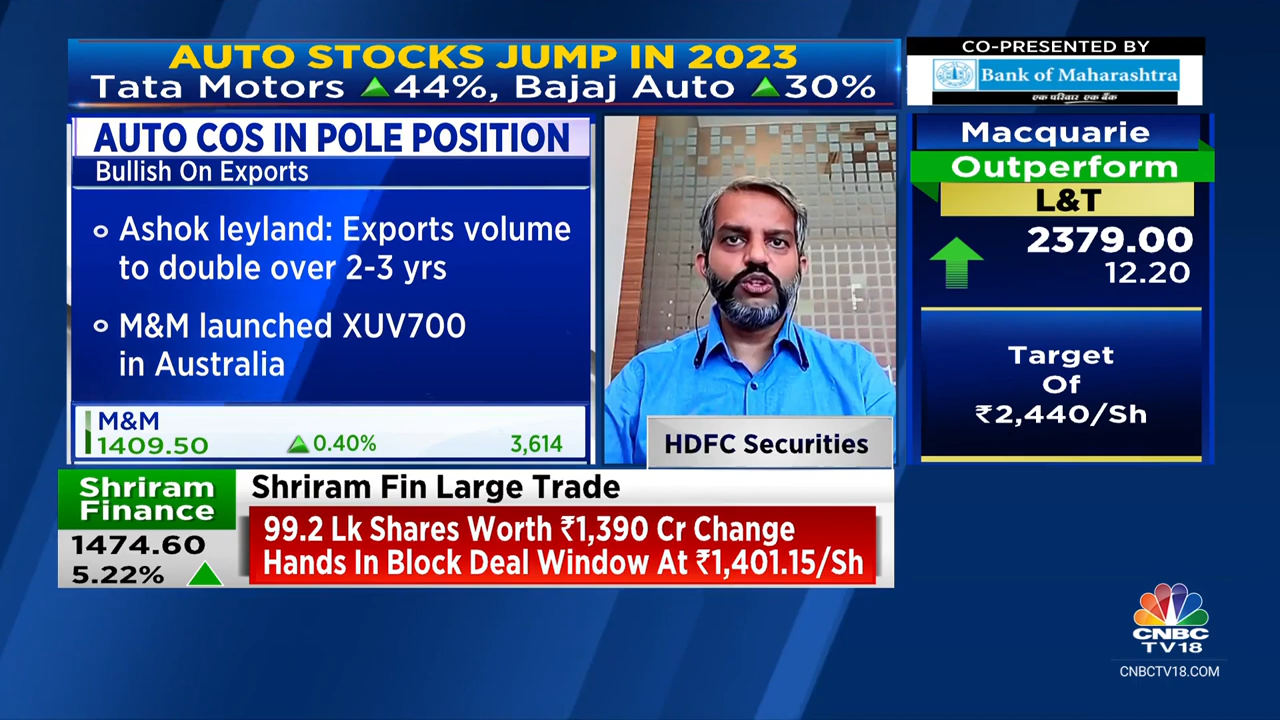 AUTO STOCKS JUMP IN 2023
Tata Motors ▲44%, Bajaj Auto ▲30%
CO-PRESENTED BY
Bank of Maharashtra
एक परिवार एक बैंक
AUTO COS IN POLE POSITION
Bullish On Exports
Ashok leyland: Exports volume
to double over 2-3 yrs
M&M launched XUV700
in Australia
M&M
1409.50 ▲0.40% 3,614
HDFC Securities
Macquarie
Outperform
L&T
2379.00
12.20
Target
Of
₹2,440/Sh
Shriram
Finance
1474.60
5.22%
Shriram Fin Large Trade
99.2 Lk Shares Worth ₹1,390 Cr Change
Hands In Block Deal Window At ₹1,401.15/Sh
CNBC
TV18
CNBCTV18.COM